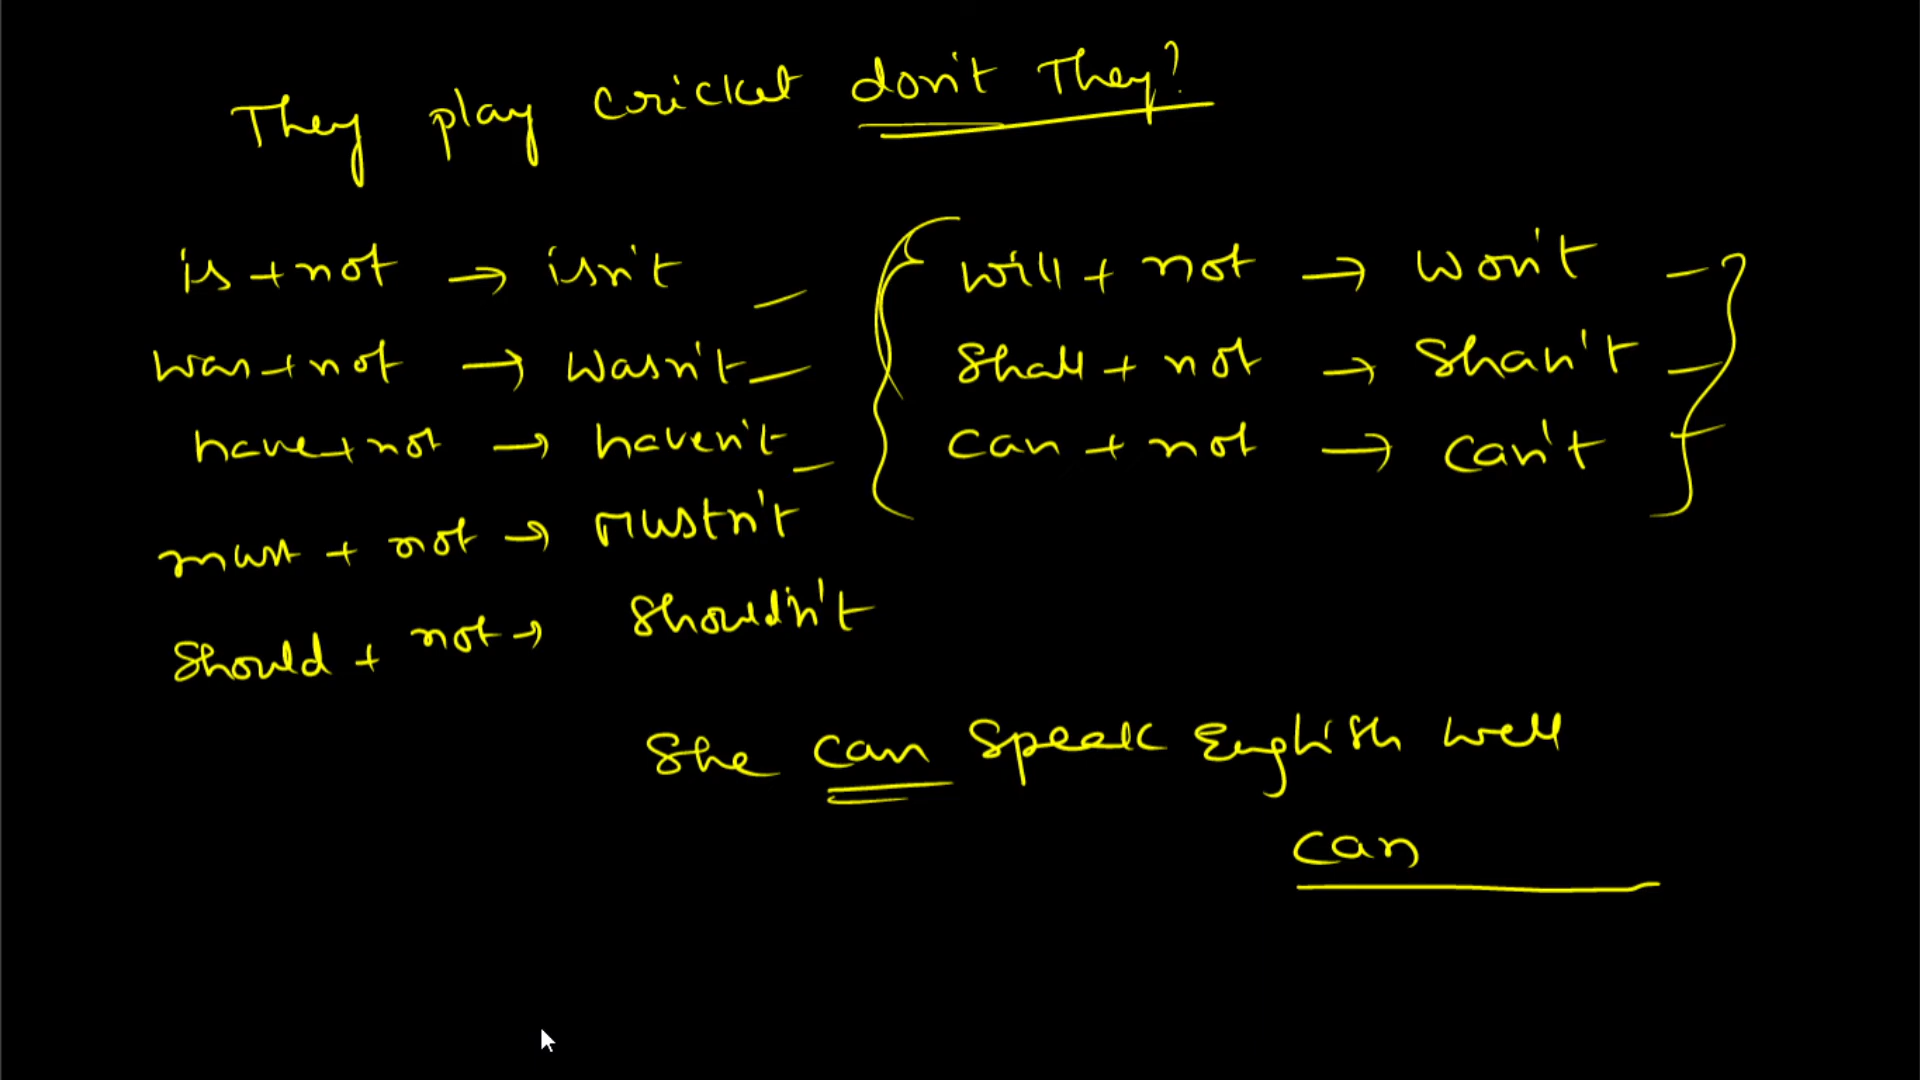 They play cricket don't They?
is + not → isn't
was + not → wasn't
have + not → haven't
must + not → Mustn't
Should + not → Shouldn't
will + not → won't
Shall + not → Shan't
can + not → can't
She can Speak English well
can